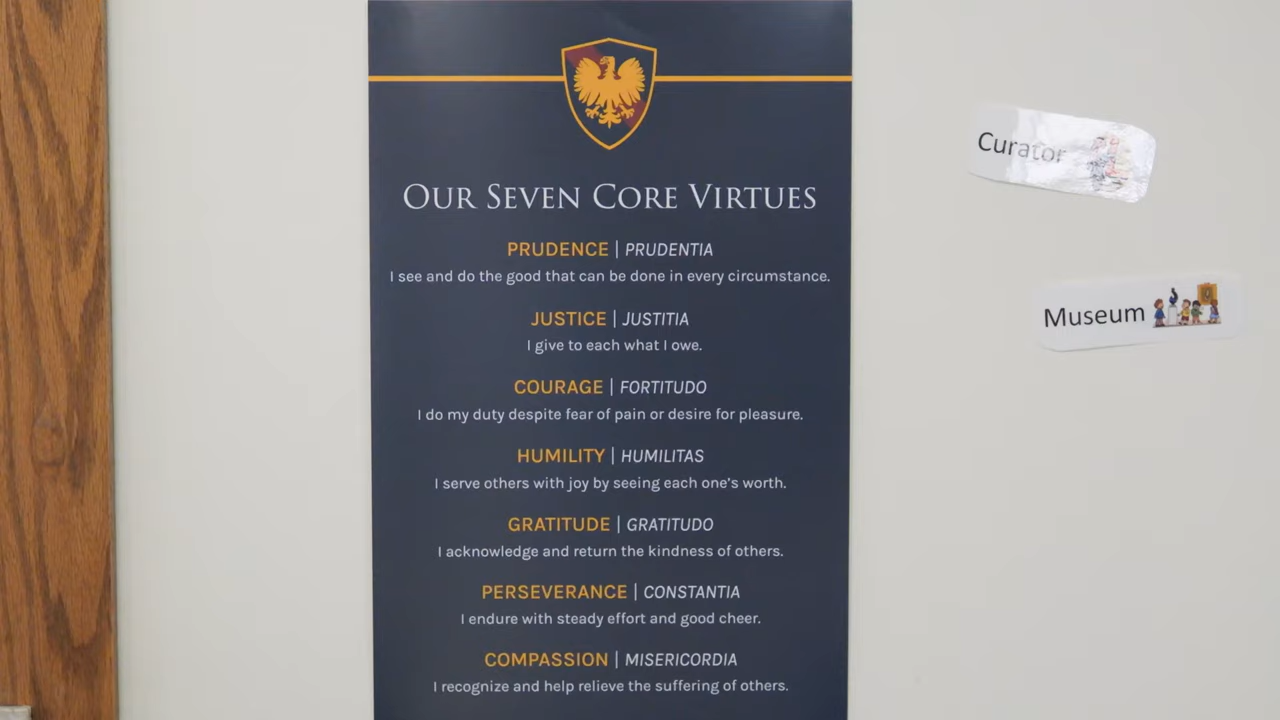 OUR SEVEN CORE VIRTUES
PRUDENCE | PRUDENTIA
I see and do the good that can be done in every circumstance.
JUSTICE | JUSTITIA
I give to each what I owe.
COURAGE | FORTITUDO
I do my duty despite fear of pain or desire for pleasure.
HUMILITY | HUMILITAS
I serve others with joy by seeing each one's worth.
GRATITUDE | GRATITUDO
I acknowledge and return the kindness of others.
PERSEVERANCE | CONSTANTIA
I endure with steady effort and good cheer.
COMPASSION | MISERICORDIA
I recognize and help relieve the suffering of others.
Curator
Museum